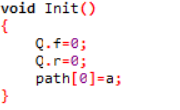 void Init()
{
Q.f=0;
Q.r=0;
path[0]=a;
}